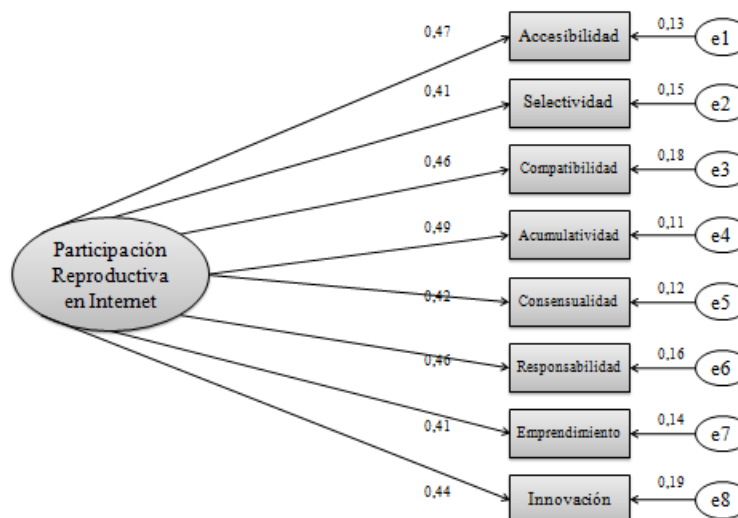 0,47
Accesibilidad
0,13
e1
0,41
Selectividad
0,15
e2
0,46
Compatibilidad
0,18
e3
Participación
Reproductiva
en Internet
0,49
Acumulatividad
0,11
e4
0,42
Consensualidad
0,12
e5
0,46
Responsabilidad
0,16
e6
0,41
Emprendimiento
0,14
e7
0,44
Innovación
0,19
e8